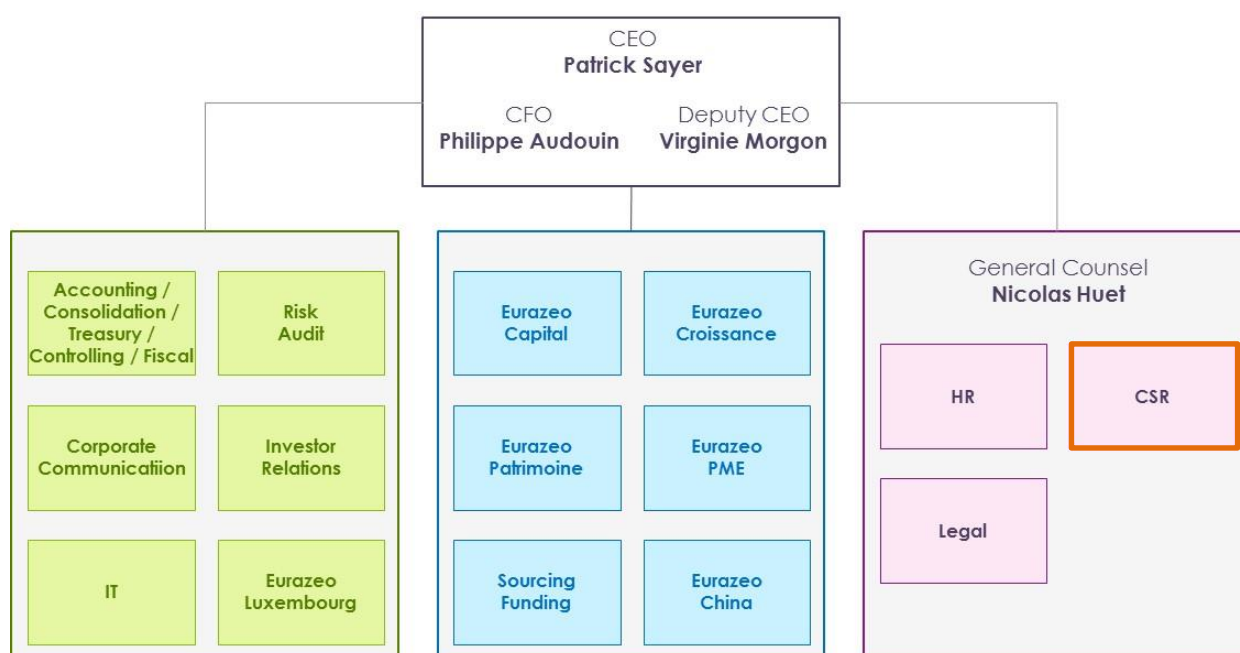 CEO
Patrick Sayer
CFO
Philippe Audouin
Deputy CEO
Virginie Morgon
Accounting /
Consolidation /
Treasury /
Controlling / Fiscal
Risk
Audit
Corporate
Communicatiion
Investor
Relations
IT
Eurazeo
Luxembourg
Eurazeo
Capital
Eurazeo
Croissance
Eurazeo
Patrimoine
Eurazeo
PME
Sourcing
Funding
Eurazeo
China
General Counsel
Nicolas Huet
HR
CSR
Legal